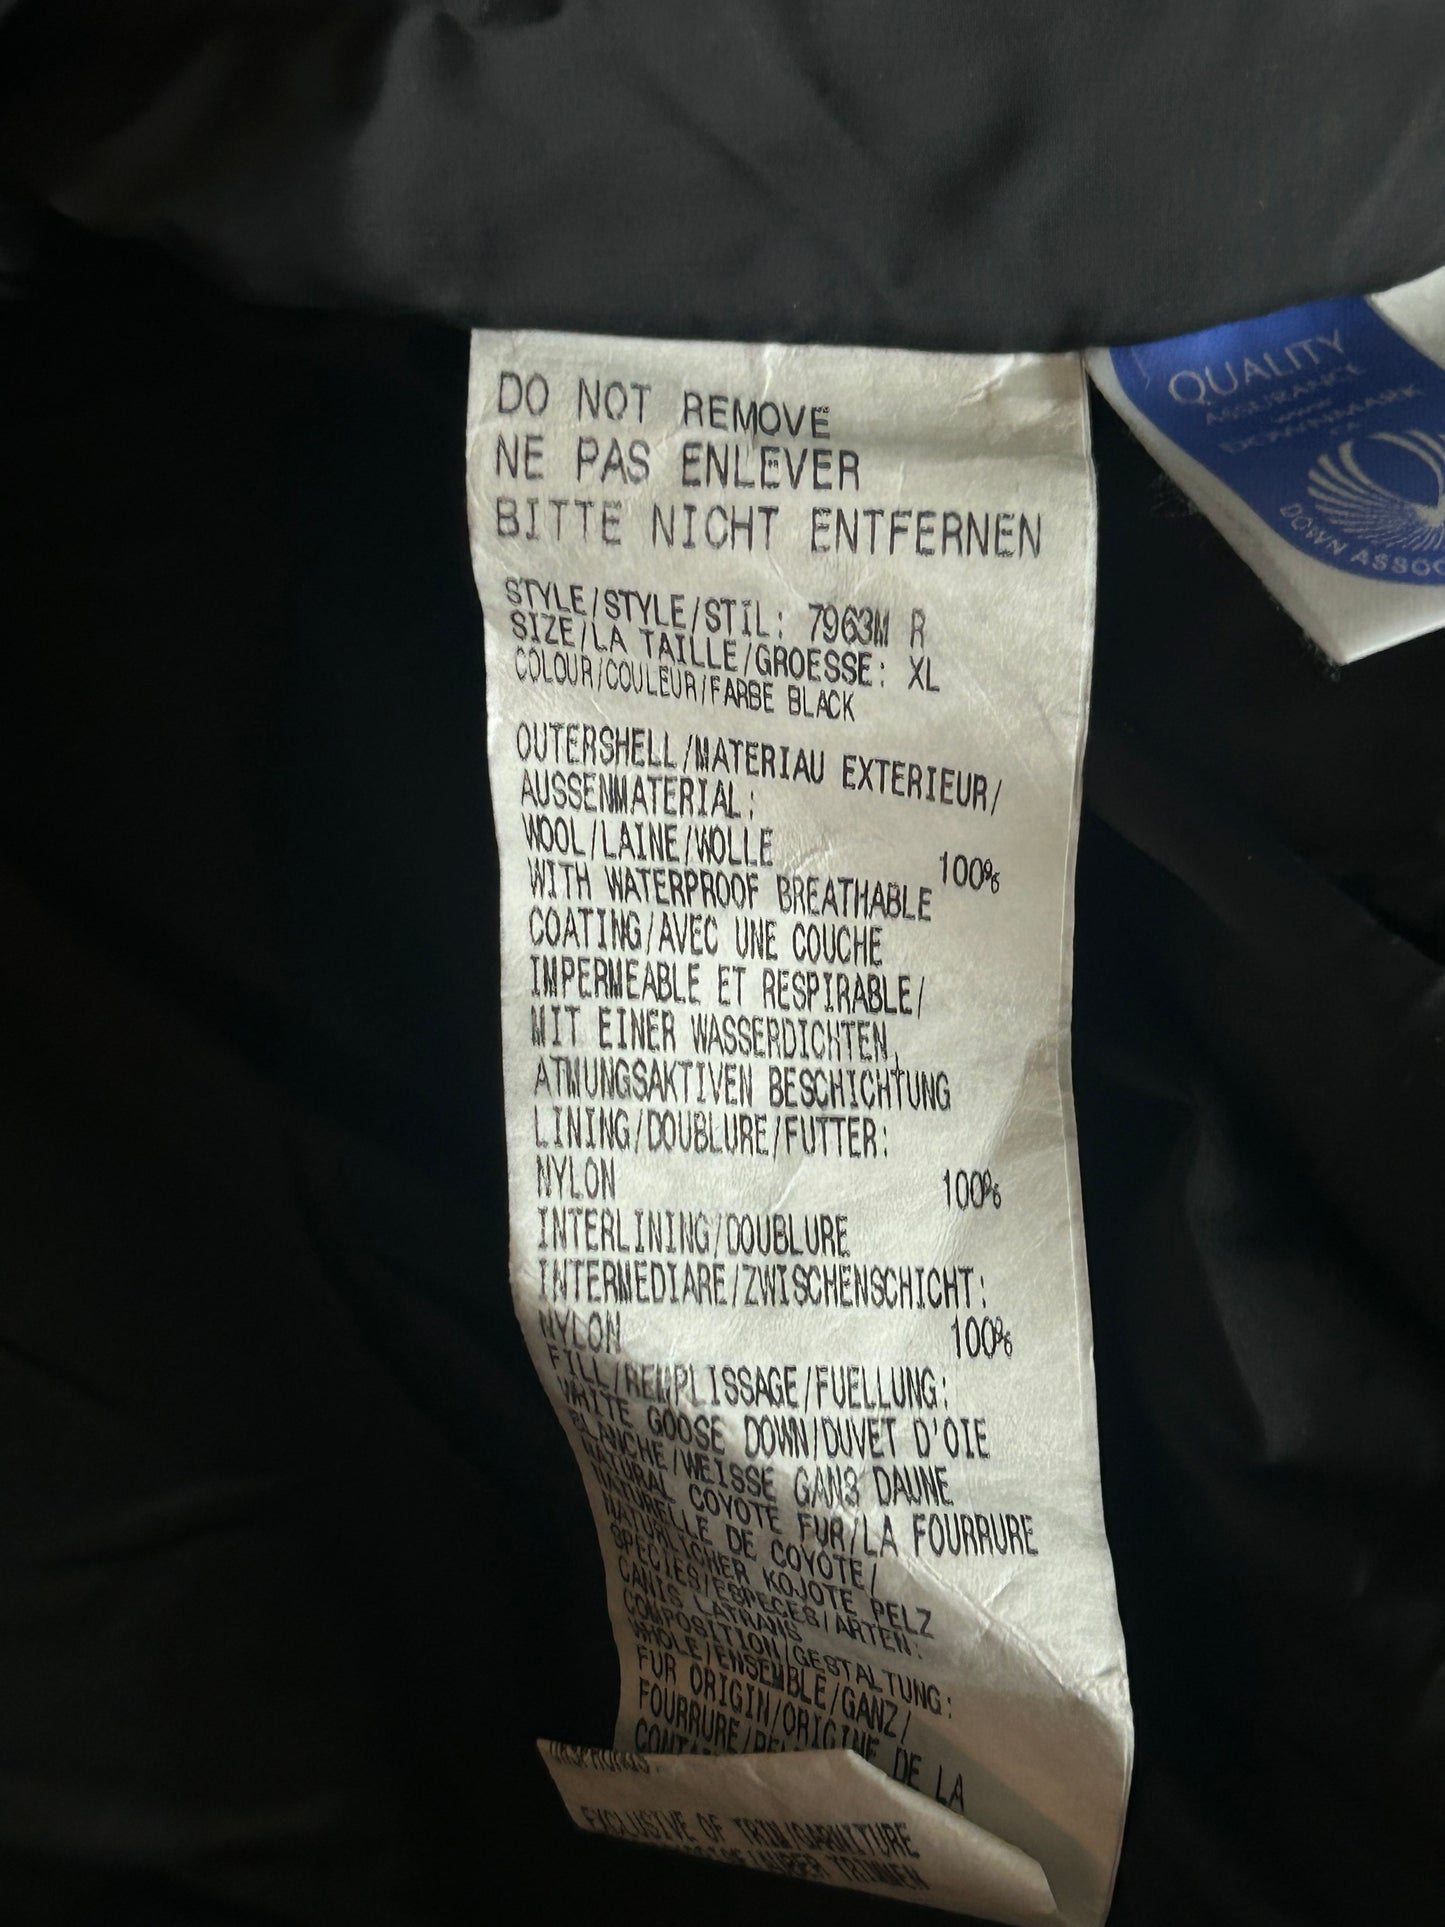 DO NOT REMOVE
NE PAS ENLEVER
BITTE NICHT ENTFERNEN
STYLE/STYLE/STIL: 7963M R
SIZE/LA TAILLE/GROESSE: XL
COLOUR/COULEUR/FARBE BLACK
OUTERSHELL/MATERIAU EXTERIEUR/
AUSSENMATERIAL:
WOOL/LAINE/WOLLE 100%
WITH WATERPROOF BREATHABLE
COATING/AVEC UNE COUCHE
IMPERMEABLE ET RESPIRABLE/
MIT EINER WASSERDICHTEN,
ATMUNGSAKTIVEN BESCHICHTUNG
LINING/DOUBLURE/FUTTER:
NYLON 100%
INTERLINING/DOUBLURE
INTERMEDIARE/ZWISCHENSCHICHT:
NYLON 100%
FILL/REMPLISSAGE/FUELLUNG:
WHITE GOOSE DOWN/DUVET D'OIE
BLANCHE/WEISSE GANS DAUNE
NATURAL COYOTE FUR/LA FOURRURE
NATURELLE DE COYOTE/
NATURLICHER KOJOTE PELZ
SPECIES/ESPECES/ARTEN:
CANIS LATRANS
COMPOSITION/GESTALTUNG:
WHOLE/ENSEMBLE/GANZ/
FUR ORIGIN/ORIGINE DE LA
FOURRURE/
EXCLUSIVE OF TRIM/GARNITURE
QUALITY
ASSURANCE
DOWNMARK
DOWN ASSOC